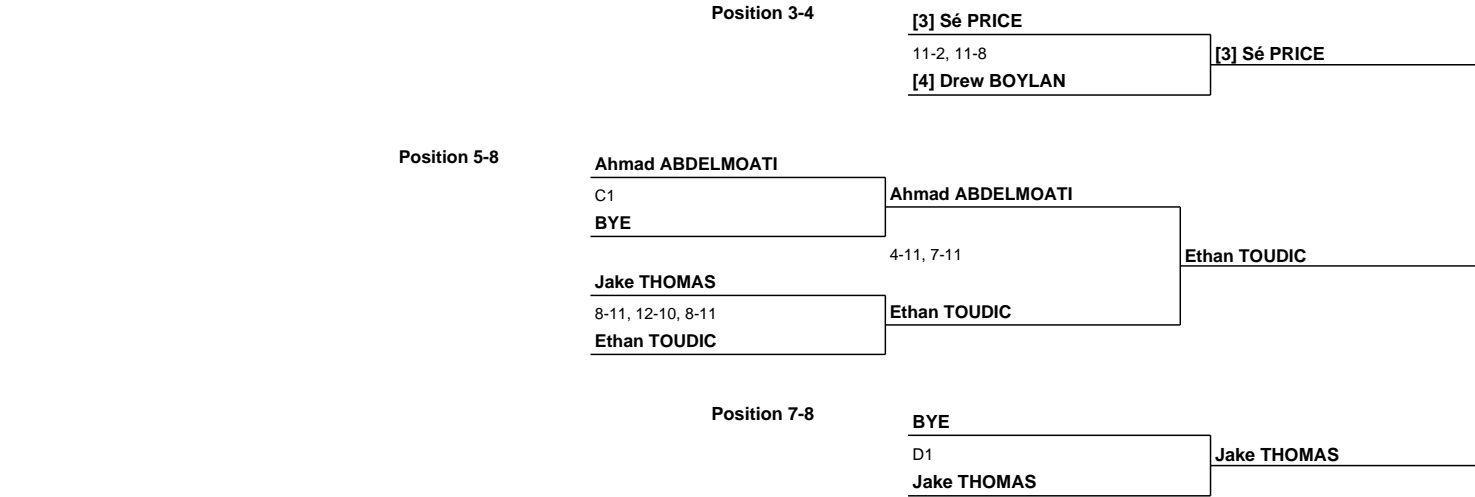 Position 3-4
[3] Sé PRICE
11-2, 11-8
[3] Sé PRICE
[4] Drew BOYLAN
Position 5-8
Ahmad ABDELMOATI
C1
Ahmad ABDELMOATI
BYE
4-11, 7-11
Ethan TOUDIC
Jake THOMAS
8-11, 12-10, 8-11
Ethan TOUDIC
Ethan TOUDIC
Position 7-8
BYE
D1
Jake THOMAS
Jake THOMAS